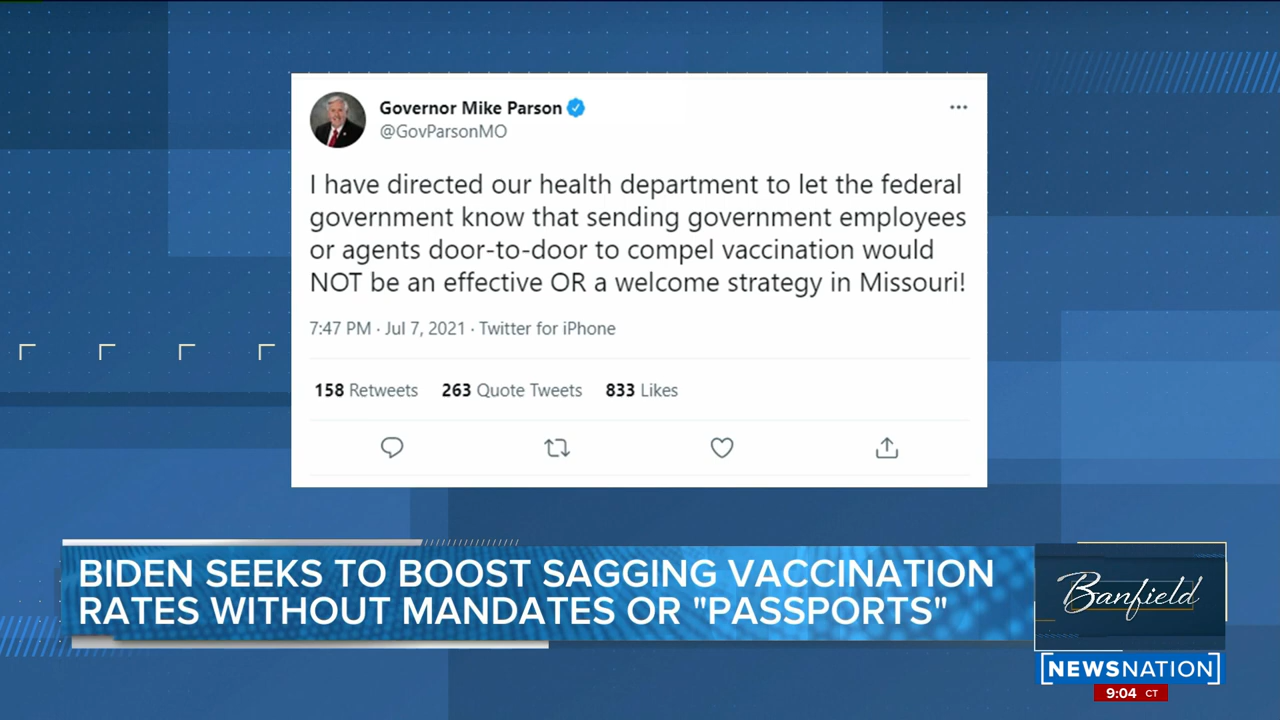 Governor Mike Parson
@GovParsonMO
I have directed our health department to let the federal
government know that sending government employees
or agents door-to-door to compel vaccination would
NOT be an effective OR a welcome strategy in Missouri!
7:47 PM · Jul 7, 2021 · Twitter for iPhone
158 Retweets 263 Quote Tweets 833 Likes
BIDEN SEEKS TO BOOST SAGGING VACCINATION
RATES WITHOUT MANDATES OR "PASSPORTS"
Banfield
NEWSNATION
9:04 CT